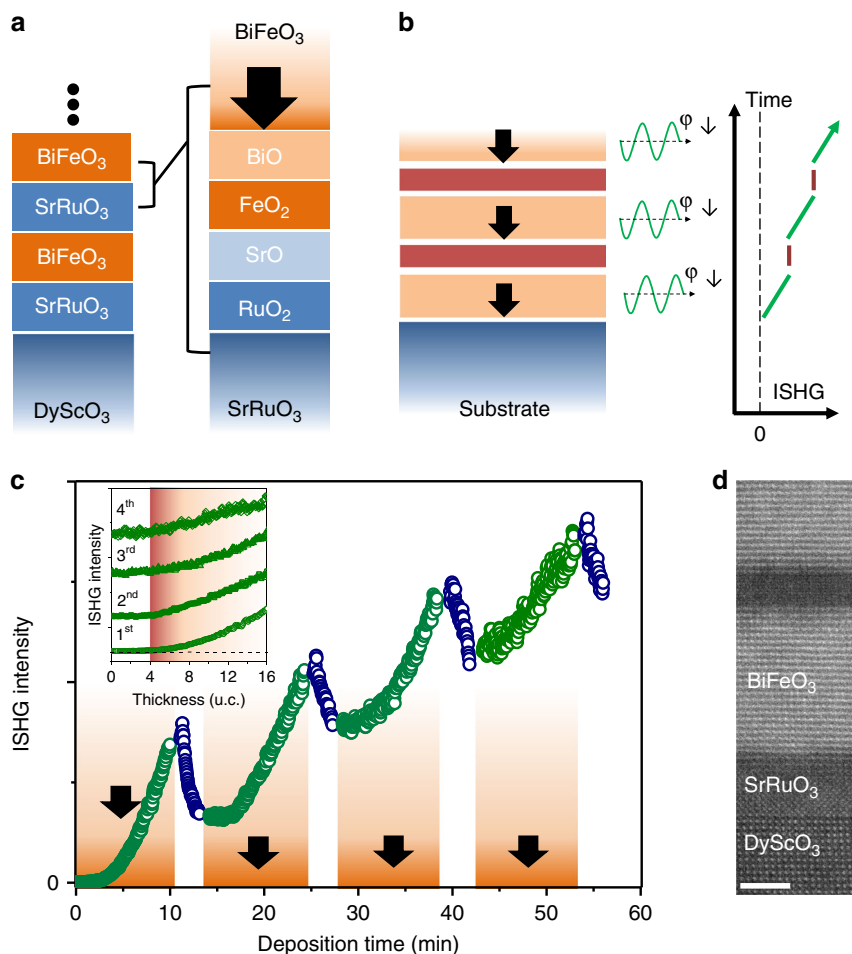 a
BiFeO3
SrRuO3
BiFeO3
SrRuO3
DyScO3
BiFeO3
BiO
FeO2
SrO
RuO2
SrRuO3
b
φ ↓
φ ↓
φ ↓
Substrate
Time
ISHG
0
c
ISHG intensity
4th
3rd
2nd
1st
0 4 8 12 16
Thickness (u.c.)
ISHG intensity
0
0 10 20 30 40 50 60
Deposition time (min)
d
BiFeO3
SrRuO3
DyScO3